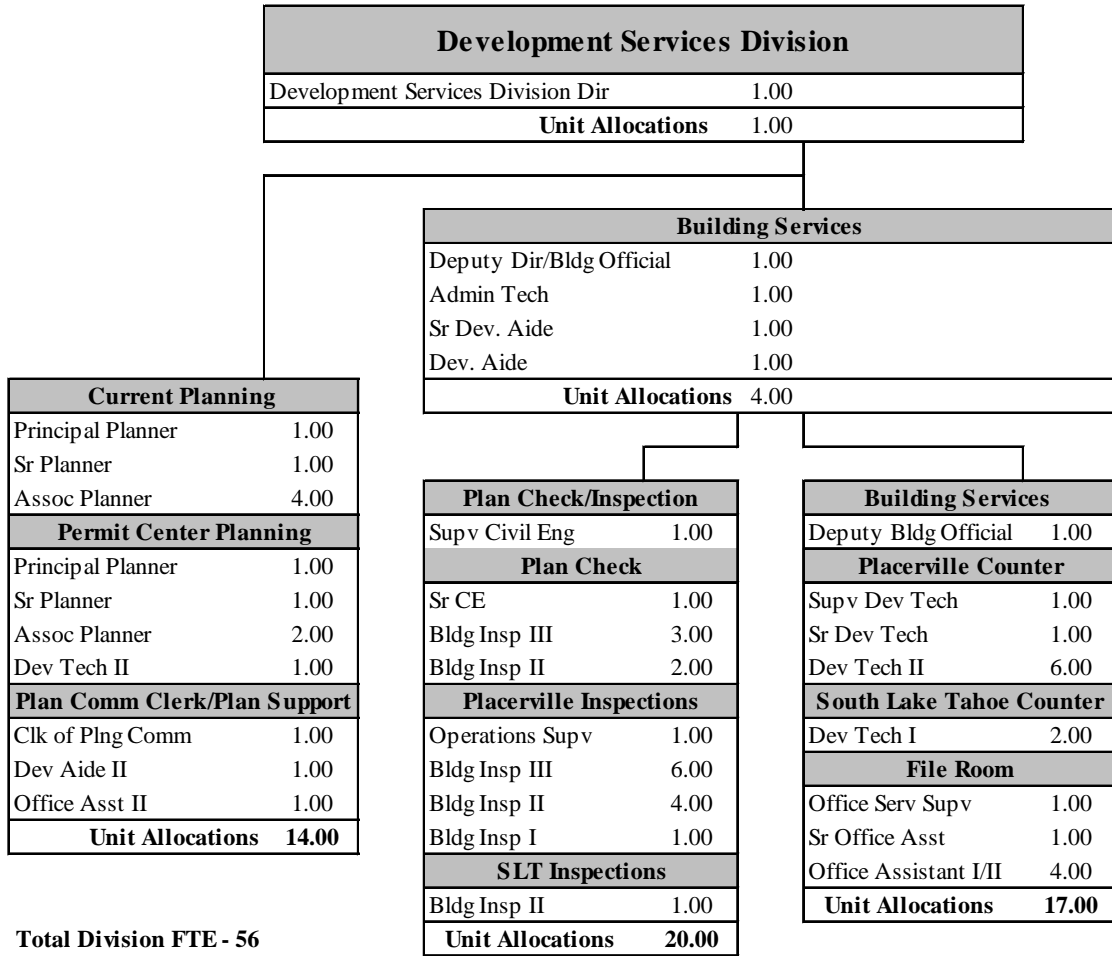 Development Services Division
Development Services Division Dir 1.00
Unit Allocations 1.00
Building Services
Deputy Dir/Bldg Official 1.00
Admin Tech 1.00
Sr Dev. Aide 1.00
Dev. Aide 1.00
Unit Allocations 4.00
Current Planning
Principal Planner 1.00
Sr Planner 1.00
Assoc Planner 4.00
Permit Center Planning
Principal Planner 1.00
Sr Planner 1.00
Assoc Planner 2.00
Dev Tech II 1.00
Plan Comm Clerk/Plan Support
Clk of Plng Comm 1.00
Dev Aide II 1.00
Office Asst II 1.00
Unit Allocations 14.00
Plan Check/Inspection
Supv Civil Eng 1.00
Plan Check
Sr CE 1.00
Bldg Insp III 3.00
Bldg Insp II 2.00
Placerville Inspections
Operations Supv 1.00
Bldg Insp III 6.00
Bldg Insp II 4.00
Bldg Insp I 1.00
SLT Inspections
Bldg Insp II 1.00
Unit Allocations 20.00
Building Services
Deputy Bldg Official 1.00
Placerville Counter
Supv Dev Tech 1.00
Sr Dev Tech 1.00
Dev Tech II 6.00
South Lake Tahoe Counter
Dev Tech I 2.00
File Room
Office Serv Supv 1.00
Sr Office Asst 1.00
Office Assistant I/II 4.00
Unit Allocations 17.00
Total Division FTE - 56